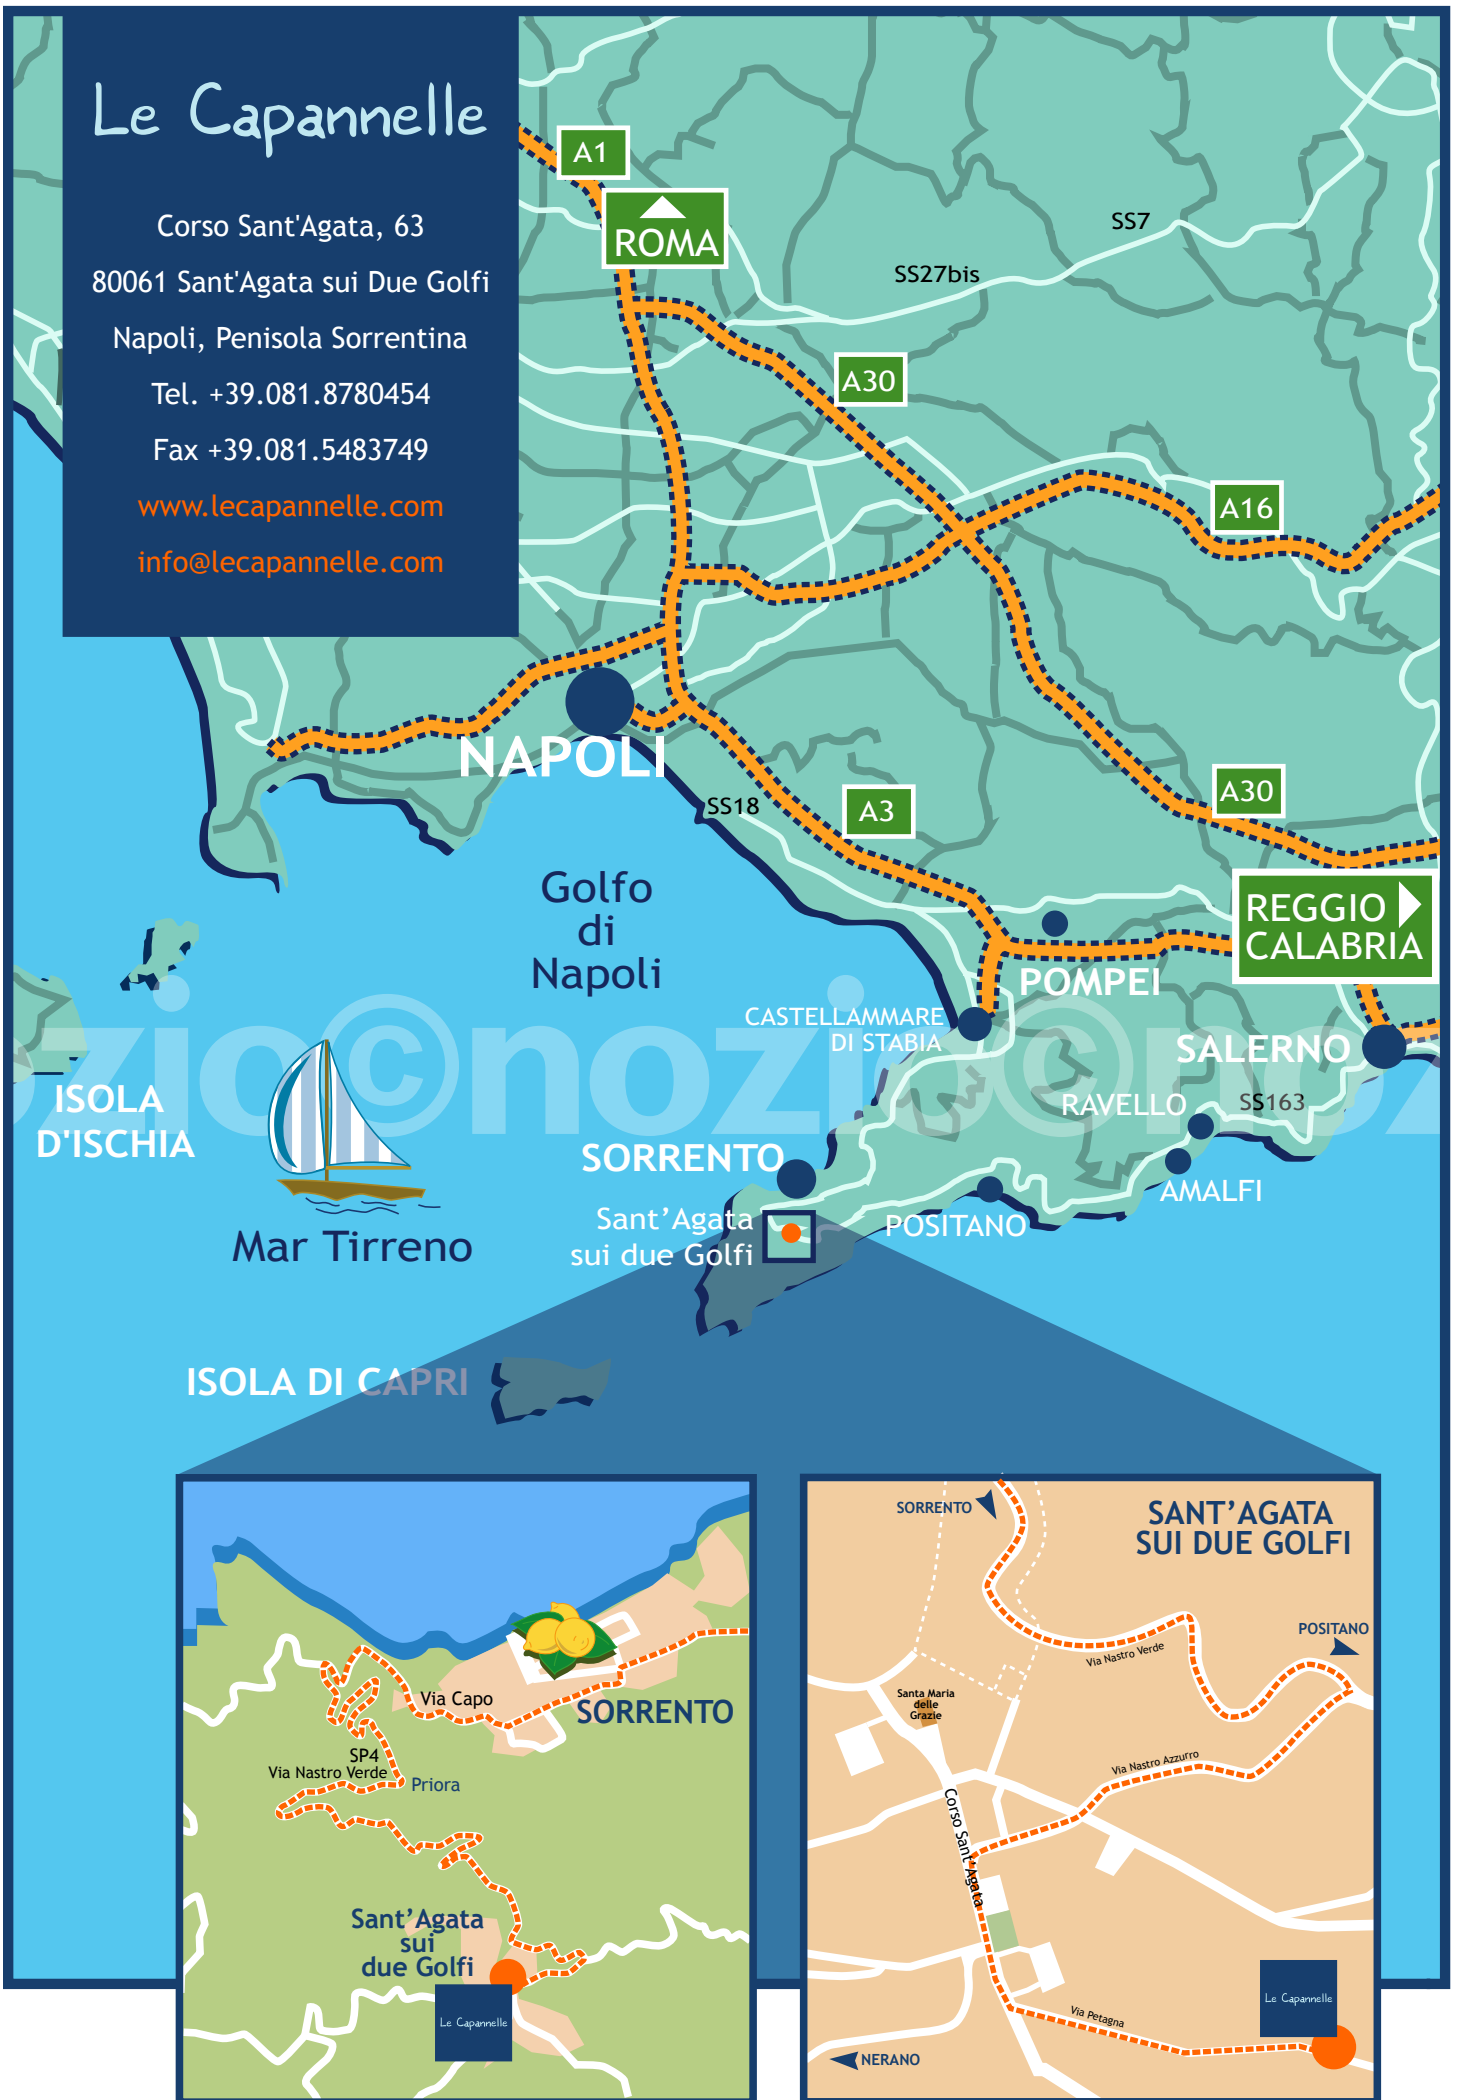 Le Capannelle
Corso Sant'Agata, 63
80061 Sant'Agata sui Due Golfi
Napoli, Penisola Sorrentina
Tel. +39.081.8780454
Fax +39.081.5483749
www.lecapannelle.com
info@lecapannelle.com
A1
ROMA
SS7
SS27bis
A30
A16
NAPOLI
SS18
A3
A30
Golfo
di
Napoli
REGGIO
CALABRIA
POMPEI
CASTELLAMMARE
DI STABIA
SALERNO
ozio©nozio©noz
ISOLA
D'ISCHIA
RAVELLO
SS163
SORRENTO
AMALFI
Sant'Agata
sui due Golfi
POSITANO
Mar Tirreno
ISOLA DI CAPRI
Via Capo
SORRENTO
SP4
Via Nastro Verde
Priora
Sant'Agata
sui
due Golfi
Le Capannelle
SORRENTO
SANT'AGATA
SUI DUE GOLFI
POSITANO
Via Nastro Verde
Santa Maria
delle
Grazie
Via Nastro Azzurro
Corso Sant'Agata
Le Capannelle
Via Petagna
NERANO